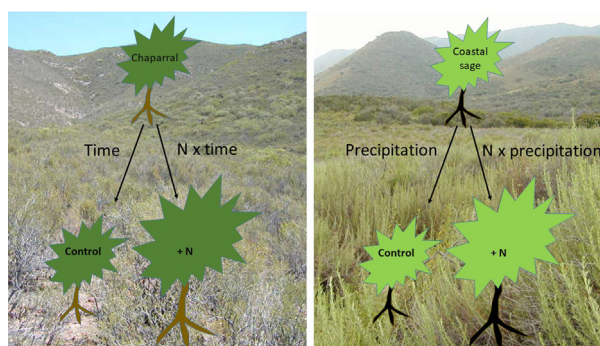 Chaparral
Time
N x time
Control
+ N
Coastal
sage
Precipitation
N x precipitation
Control
+ N